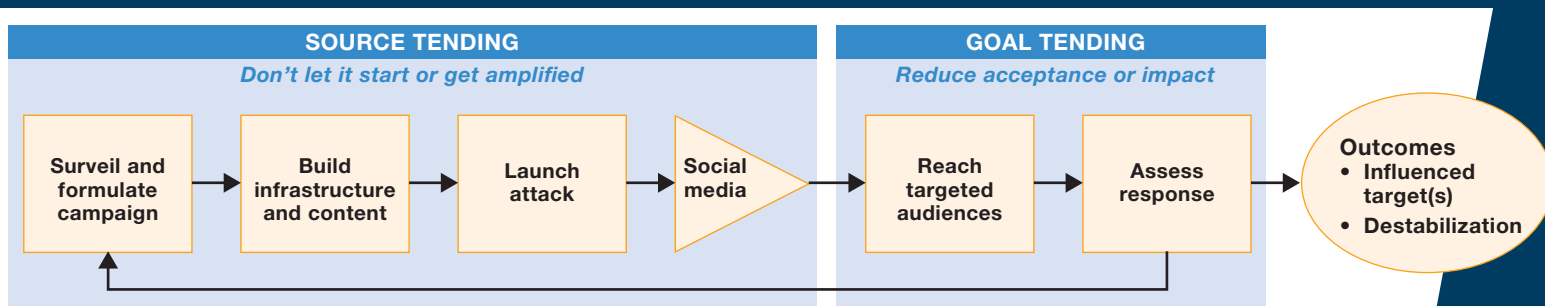 SOURCE TENDING
Don’t let it start or get amplified
Surveil and
formulate
campaign
Build
infrastructure
and content
Launch
attack
Social
media
GOAL TENDING
Reduce acceptance or impact
Reach
targeted
audiences
Assess
response
Outcomes
• Influenced
target(s)
• Destabilization